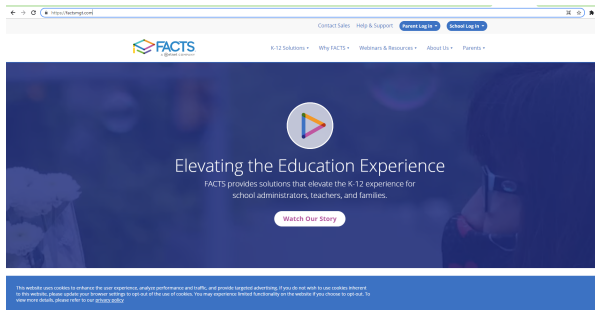 https://factsmgt.com
Contact Sales Help & Support Parent Log In School Log In
FACTS
K-12 Solutions Why FACTS Webinars & Resources About Us Parents
Elevating the Education Experience
FACTS provides solutions that elevate the K-12 experience for
school administrators, teachers, and families.
Watch Our Story
This website uses cookies to enhance the user experience, analyze performance and traffic, and provide targeted advertising. If you do not wish to use cookies inherent
to this website, please update your browser settings to opt-out of the use of cookies. You may experience limited functionality on the website if you choose to opt-out. To
view more details, please refer to our privacy policy